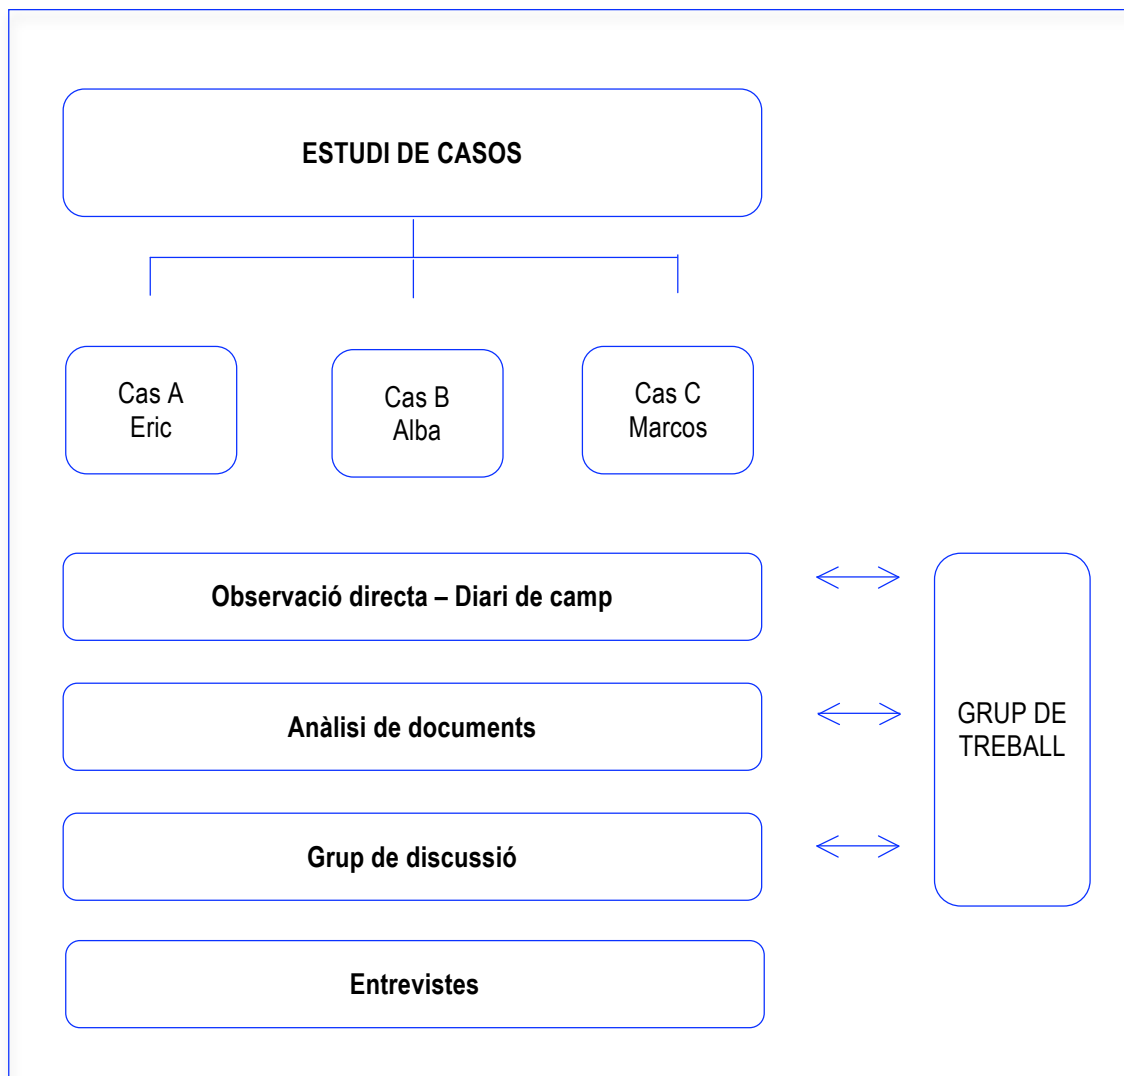 ESTUDI DE CASOS
Cas A
Eric
Cas B
Alba
Cas C
Marcos
Observació directa – Diari de camp
Anàlisi de documents
Grup de discussió
Entrevistes
GRUP DE
TREBALL